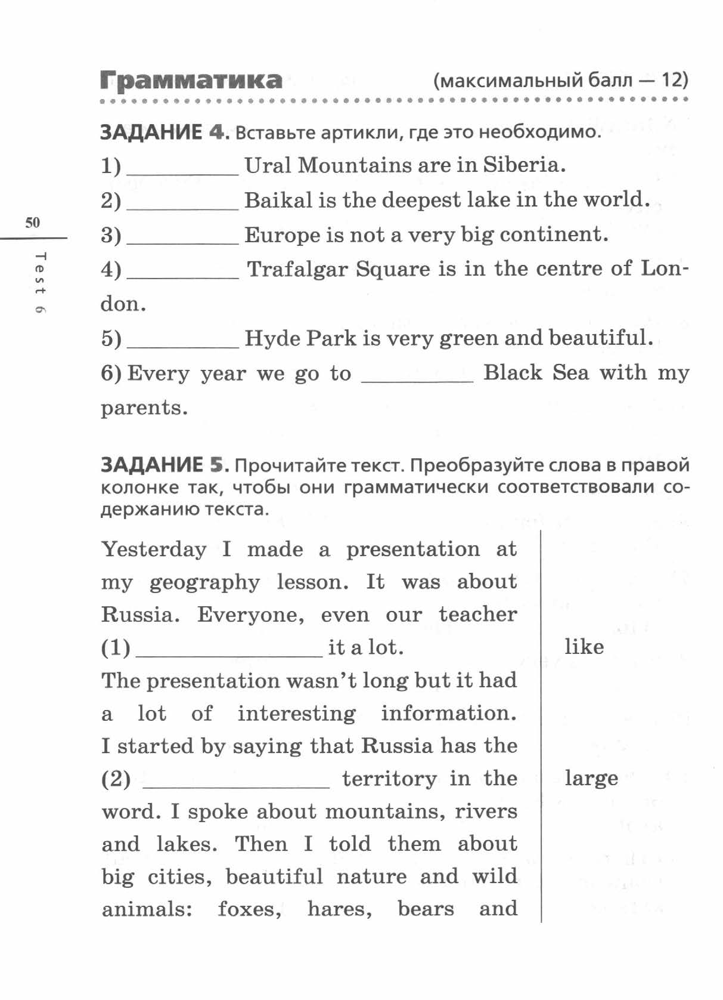 Грамматика (максимальный балл — 12)
ЗАДАНИЕ 4. Вставьте артикли, где это необходимо.
1) __________ Ural Mountains are in Siberia.
2) __________ Baikal is the deepest lake in the world.
3) __________ Europe is not a very big continent.
4) __________ Trafalgar Square is in the centre of Lon-
don.
5) __________ Hyde Park is very green and beautiful.
6) Every year we go to __________ Black Sea with my
parents.
50
Test 6
ЗАДАНИЕ 5. Прочитайте текст. Преобразуйте слова в правой
колонке так, чтобы они грамматически соответствовали со-
держанию текста.
Yesterday I made a presentation at
my geography lesson. It was about
Russia. Everyone, even our teacher
(1) ________________ it a lot. like
The presentation wasn't long but it had
a lot of interesting information.
I started by saying that Russia has the
(2) ________________ territory in the large
word. I spoke about mountains, rivers
and lakes. Then I told them about
big cities, beautiful nature and wild
animals: foxes, hares, bears and